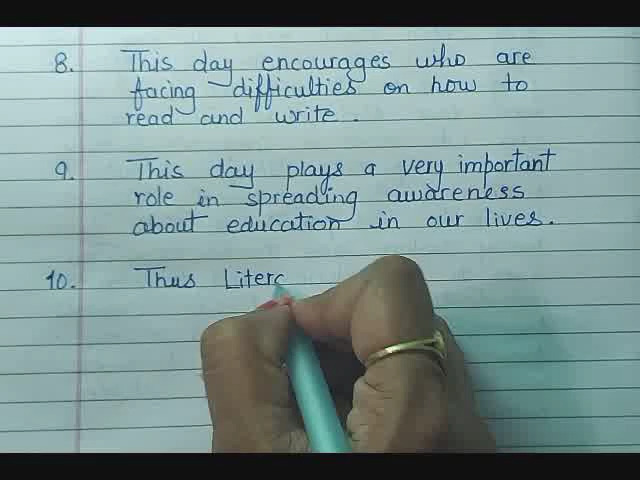 8. This day encourages who are
facing difficulties on how to
read and write.
9. This day plays a very important
role in spreading awareness
about education in our lives.
10. Thus Litera